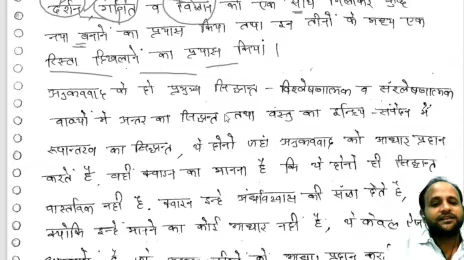 दर्शन, गणित व विज्ञान को एक साथ मिलाकर कुछ
नया बनाने का प्रयास किया तथा इन तीनों के मध्य एक
रिश्ता दिखलाने का प्रयास किया।
अनुभववाद के दो प्रमुख सिद्धान्त - विश्लेषणात्मक व संश्लेषणात्मक
वाक्यों में अन्तर का सिद्धान्त, तथा वस्तु का इन्द्रिय-संवेदन में
रूपान्तरण का सिद्धान्त, ये दोनों जहां अनुभववाद को आधार प्रदान
करते हैं. वही क्वाइन का मानना है कि ये दोनों ही सिद्धान्त
वास्तविक नहीं है. क्वाइन इन्हें अंधविश्वास की संज्ञा देते हैं,
क्योंकि इन्हें मानने का कोई आधार नहीं है, ये केवल
को आधार प्रदान